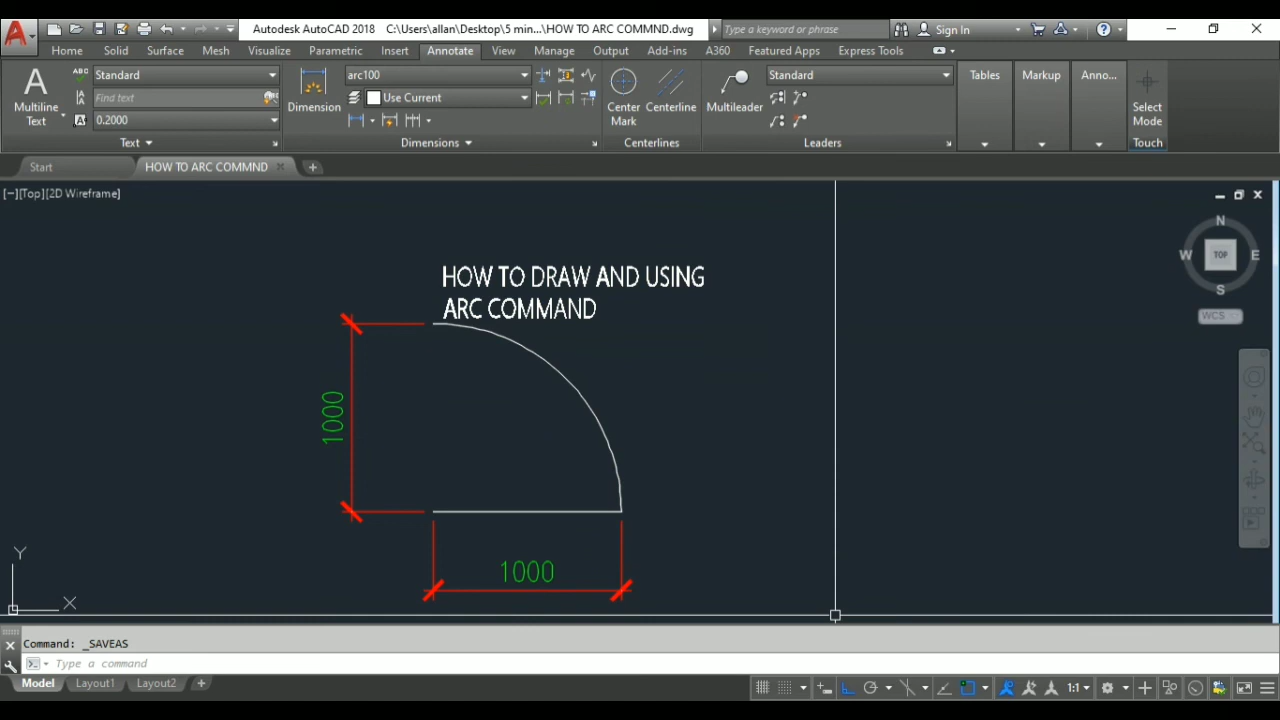 Autodesk AutoCAD 2018 C:\Users\allan\Desktop\5 min...\HOW TO ARC COMMND.dwg
Type a keyword or phrase
Sign In
Home Solid Surface Mesh Visualize Parametric Insert Annotate View Manage Output Add-ins A360 Featured Apps Express Tools
Multiline Text
ABC
Standard
Find text
0.2000
Text
Dimension
arc100
Use Current
Dimensions
Center Mark
Centerline
Centerlines
Multileader
Standard
Leaders
Tables
Markup
Anno...
Select Mode
Touch
Start
HOW TO ARC COMMND
[−][Top][2D Wireframe]
N
W TOP E
S
WCS
HOW TO DRAW AND USING
ARC COMMAND
1000
1000
Y
X
Command: _SAVEAS
Type a command
Model Layout1 Layout2
1:1